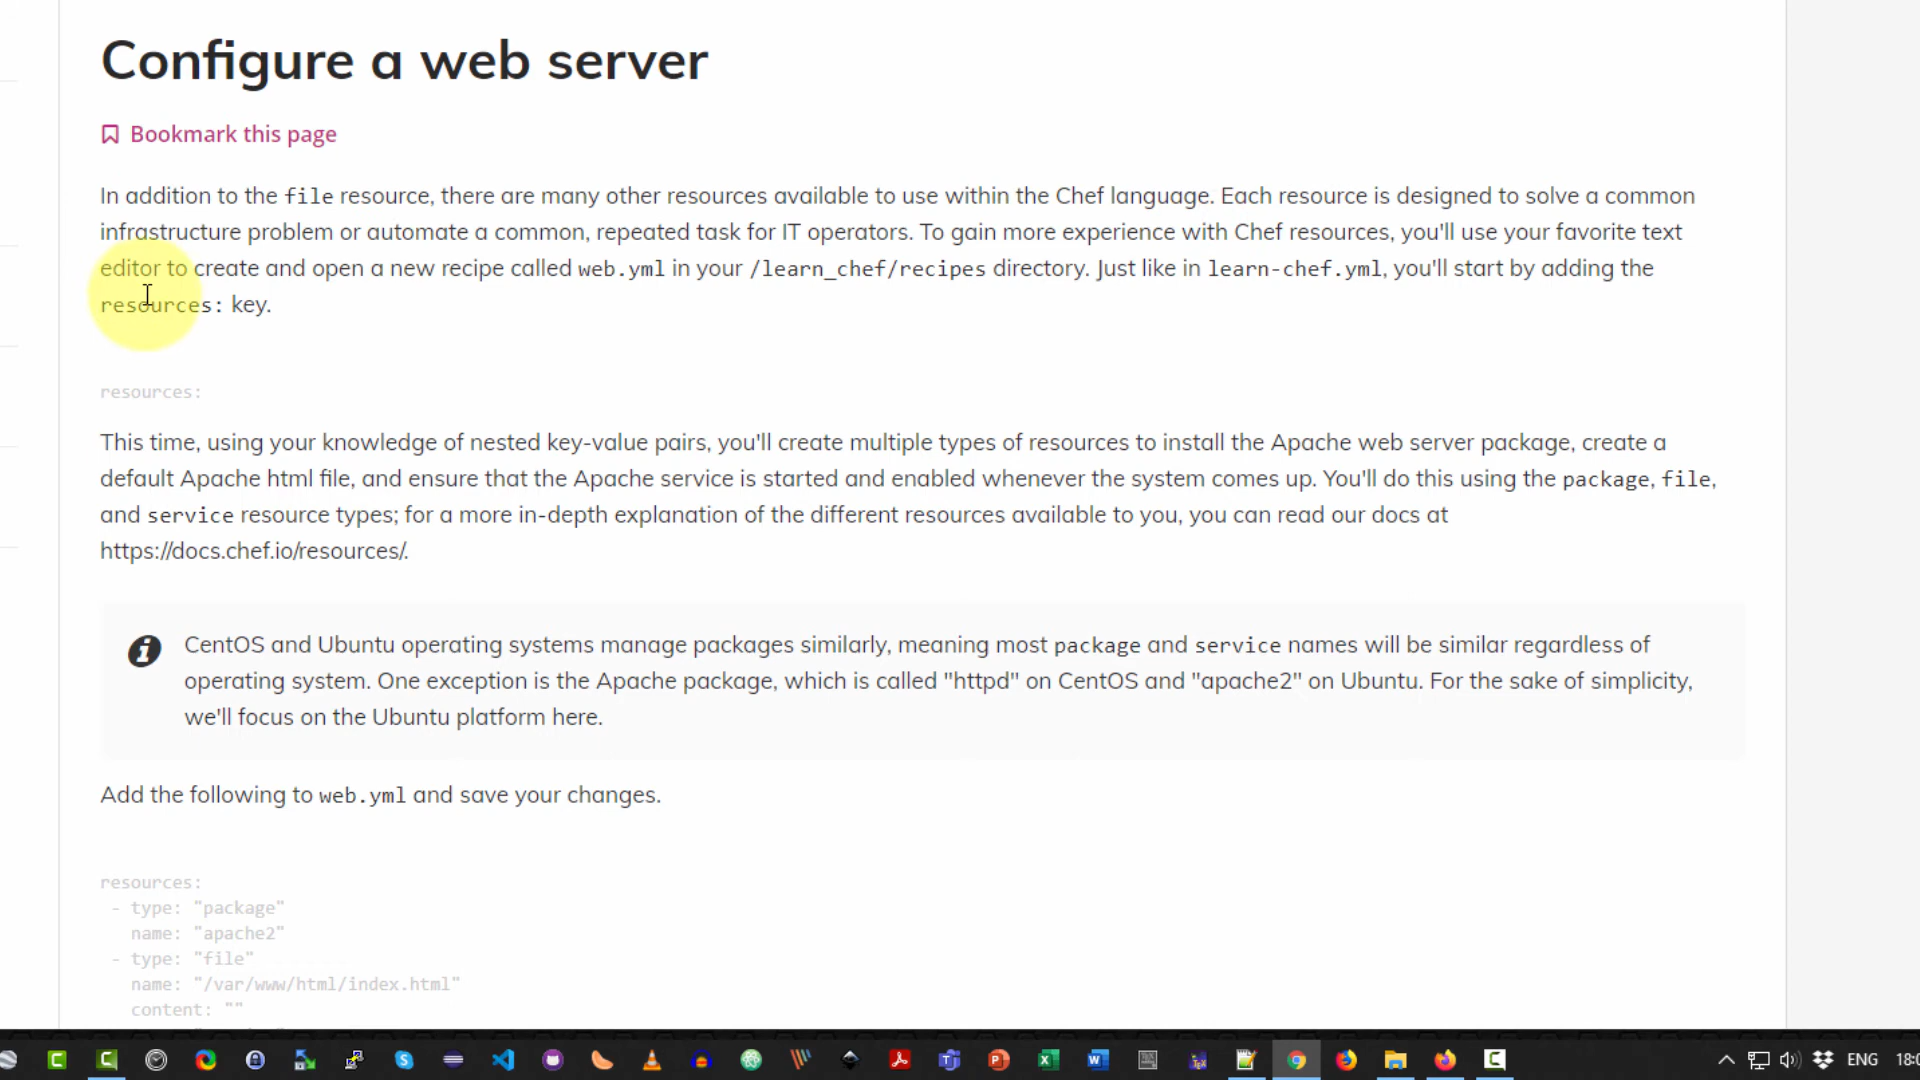 Configure a web server
Bookmark this page
In addition to the file resource, there are many other resources available to use within the Chef language. Each resource is designed to solve a common
infrastructure problem or automate a common, repeated task for IT operators. To gain more experience with Chef resources, you'll use your favorite text
editor to create and open a new recipe called web.yml in your /learn_chef/recipes directory. Just like in learn-chef.yml, you'll start by adding the
resources: key.
resources:
This time, using your knowledge of nested key-value pairs, you'll create multiple types of resources to install the Apache web server package, create a
default Apache html file, and ensure that the Apache service is started and enabled whenever the system comes up. You'll do this using the package, file,
and service resource types; for a more in-depth explanation of the different resources available to you, you can read our docs at
https://docs.chef.io/resources/.
CentOS and Ubuntu operating systems manage packages similarly, meaning most package and service names will be similar regardless of
operating system. One exception is the Apache package, which is called "httpd" on CentOS and "apache2" on Ubuntu. For the sake of simplicity,
we'll focus on the Ubuntu platform here.
Add the following to web.yml and save your changes.
resources:
- type: "package"
name: "apache2"
- type: "file"
name: "/var/www/html/index.html"
content: ""
ENG